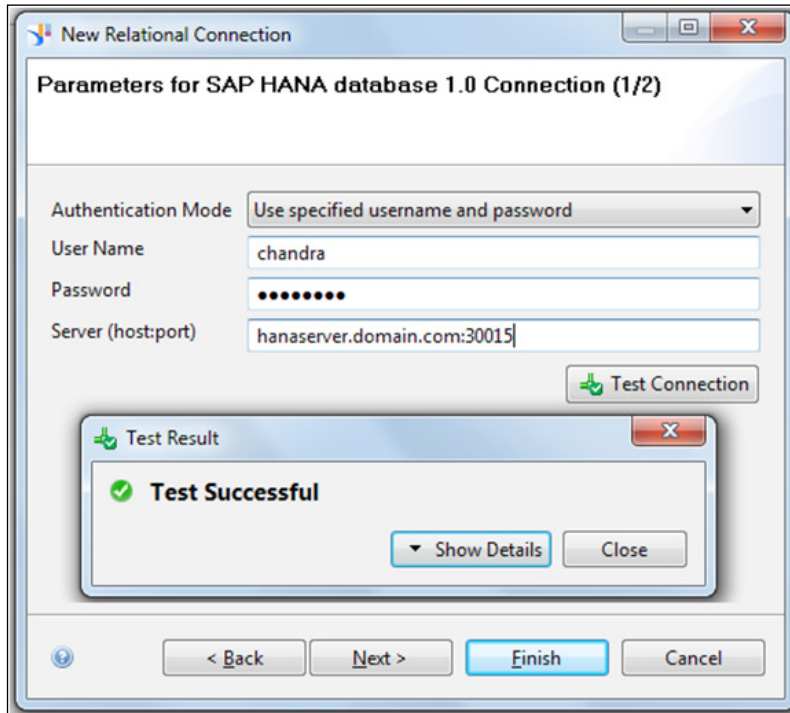 New Relational Connection
Parameters for SAP HANA database 1.0 Connection (1/2)
Authentication Mode Use specified username and password
User Name chandra
Password ●●●●●●●●
Server (host:port) hanaserver.domain.com:30015
Test Connection
Test Result
Test Successful
Show Details Close
< Back Next > Finish Cancel